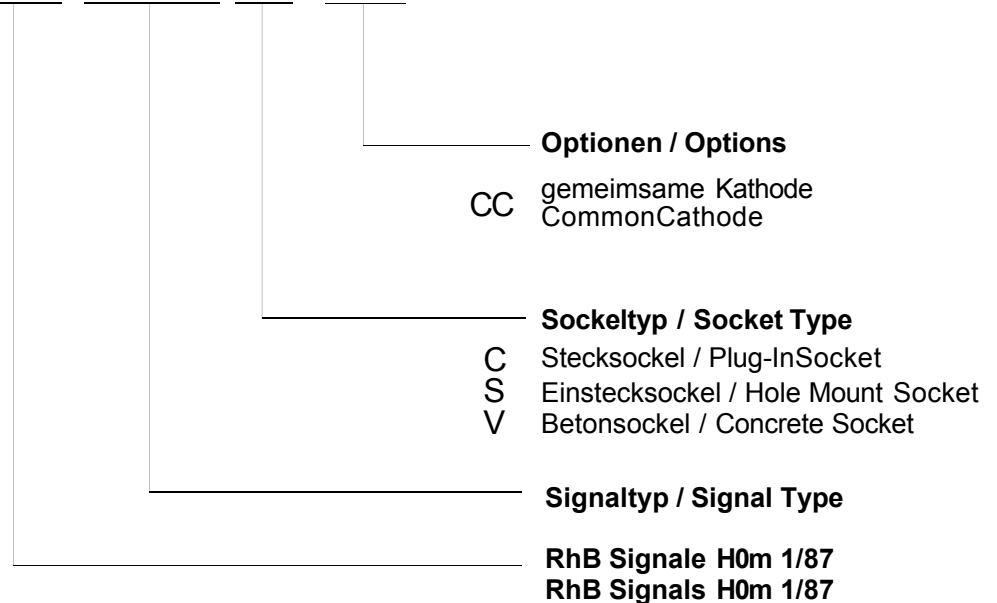 Optionen / Options
CC gemeimsame Kathode
CommonCathode
Sockeltyp / Socket Type
C Stecksockel / Plug-InSocket
S Einstecksockel / Hole Mount Socket
V Betonsockel / Concrete Socket
Signaltyp / Signal Type
RhB Signale H0m 1/87
RhB Signals H0m 1/87